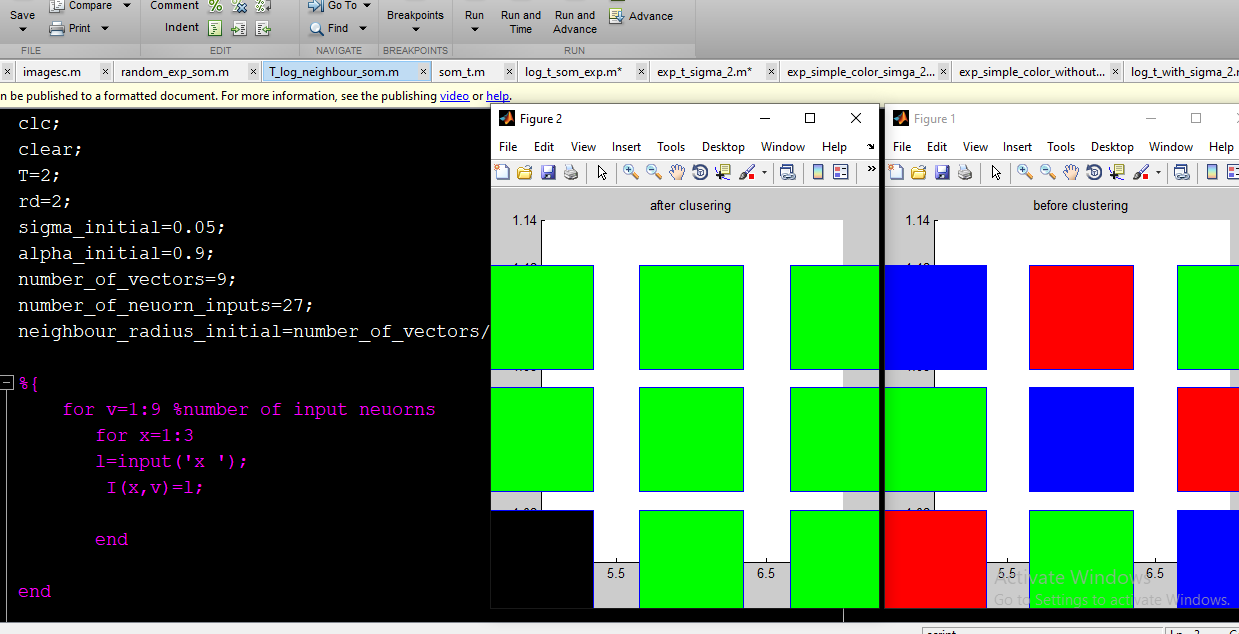 Save Compare Comment Go To Breakpoints Run Run and Time Run and Advance Advance
Print Indent Find
FILE EDIT NAVIGATE BREAKPOINTS RUN
imagesc.m random_exp_som.m T_log_neighbour_som.m som_t.m log_t_som_exp.m* exp_t_sigma_2.m* exp_simple_color_simga_2... exp_simple_color_without... log_t_with_sigma_2.
n be published to a formatted document. For more information, see the publishing video or help.
clc;
clear;
T=2;
rd=2;
sigma_initial=0.05;
alpha_initial=0.9;
number_of_vectors=9;
number_of_neuorn_inputs=27;
neighbour_radius_initial=number_of_vectors/
%{
for v=1:9 %number of input neuorns
for x=1:3
l=input('x ');
I(x,v)=l;
end
end
Figure 2
File Edit View Insert Tools Desktop Window Help
after clusering
1.14
5.5 6.5
Figure 1
File Edit View Insert Tools Desktop Window Help
before clustering
1.14
5.5 6.5
Activate Windows
Go to Settings to activate Windows.